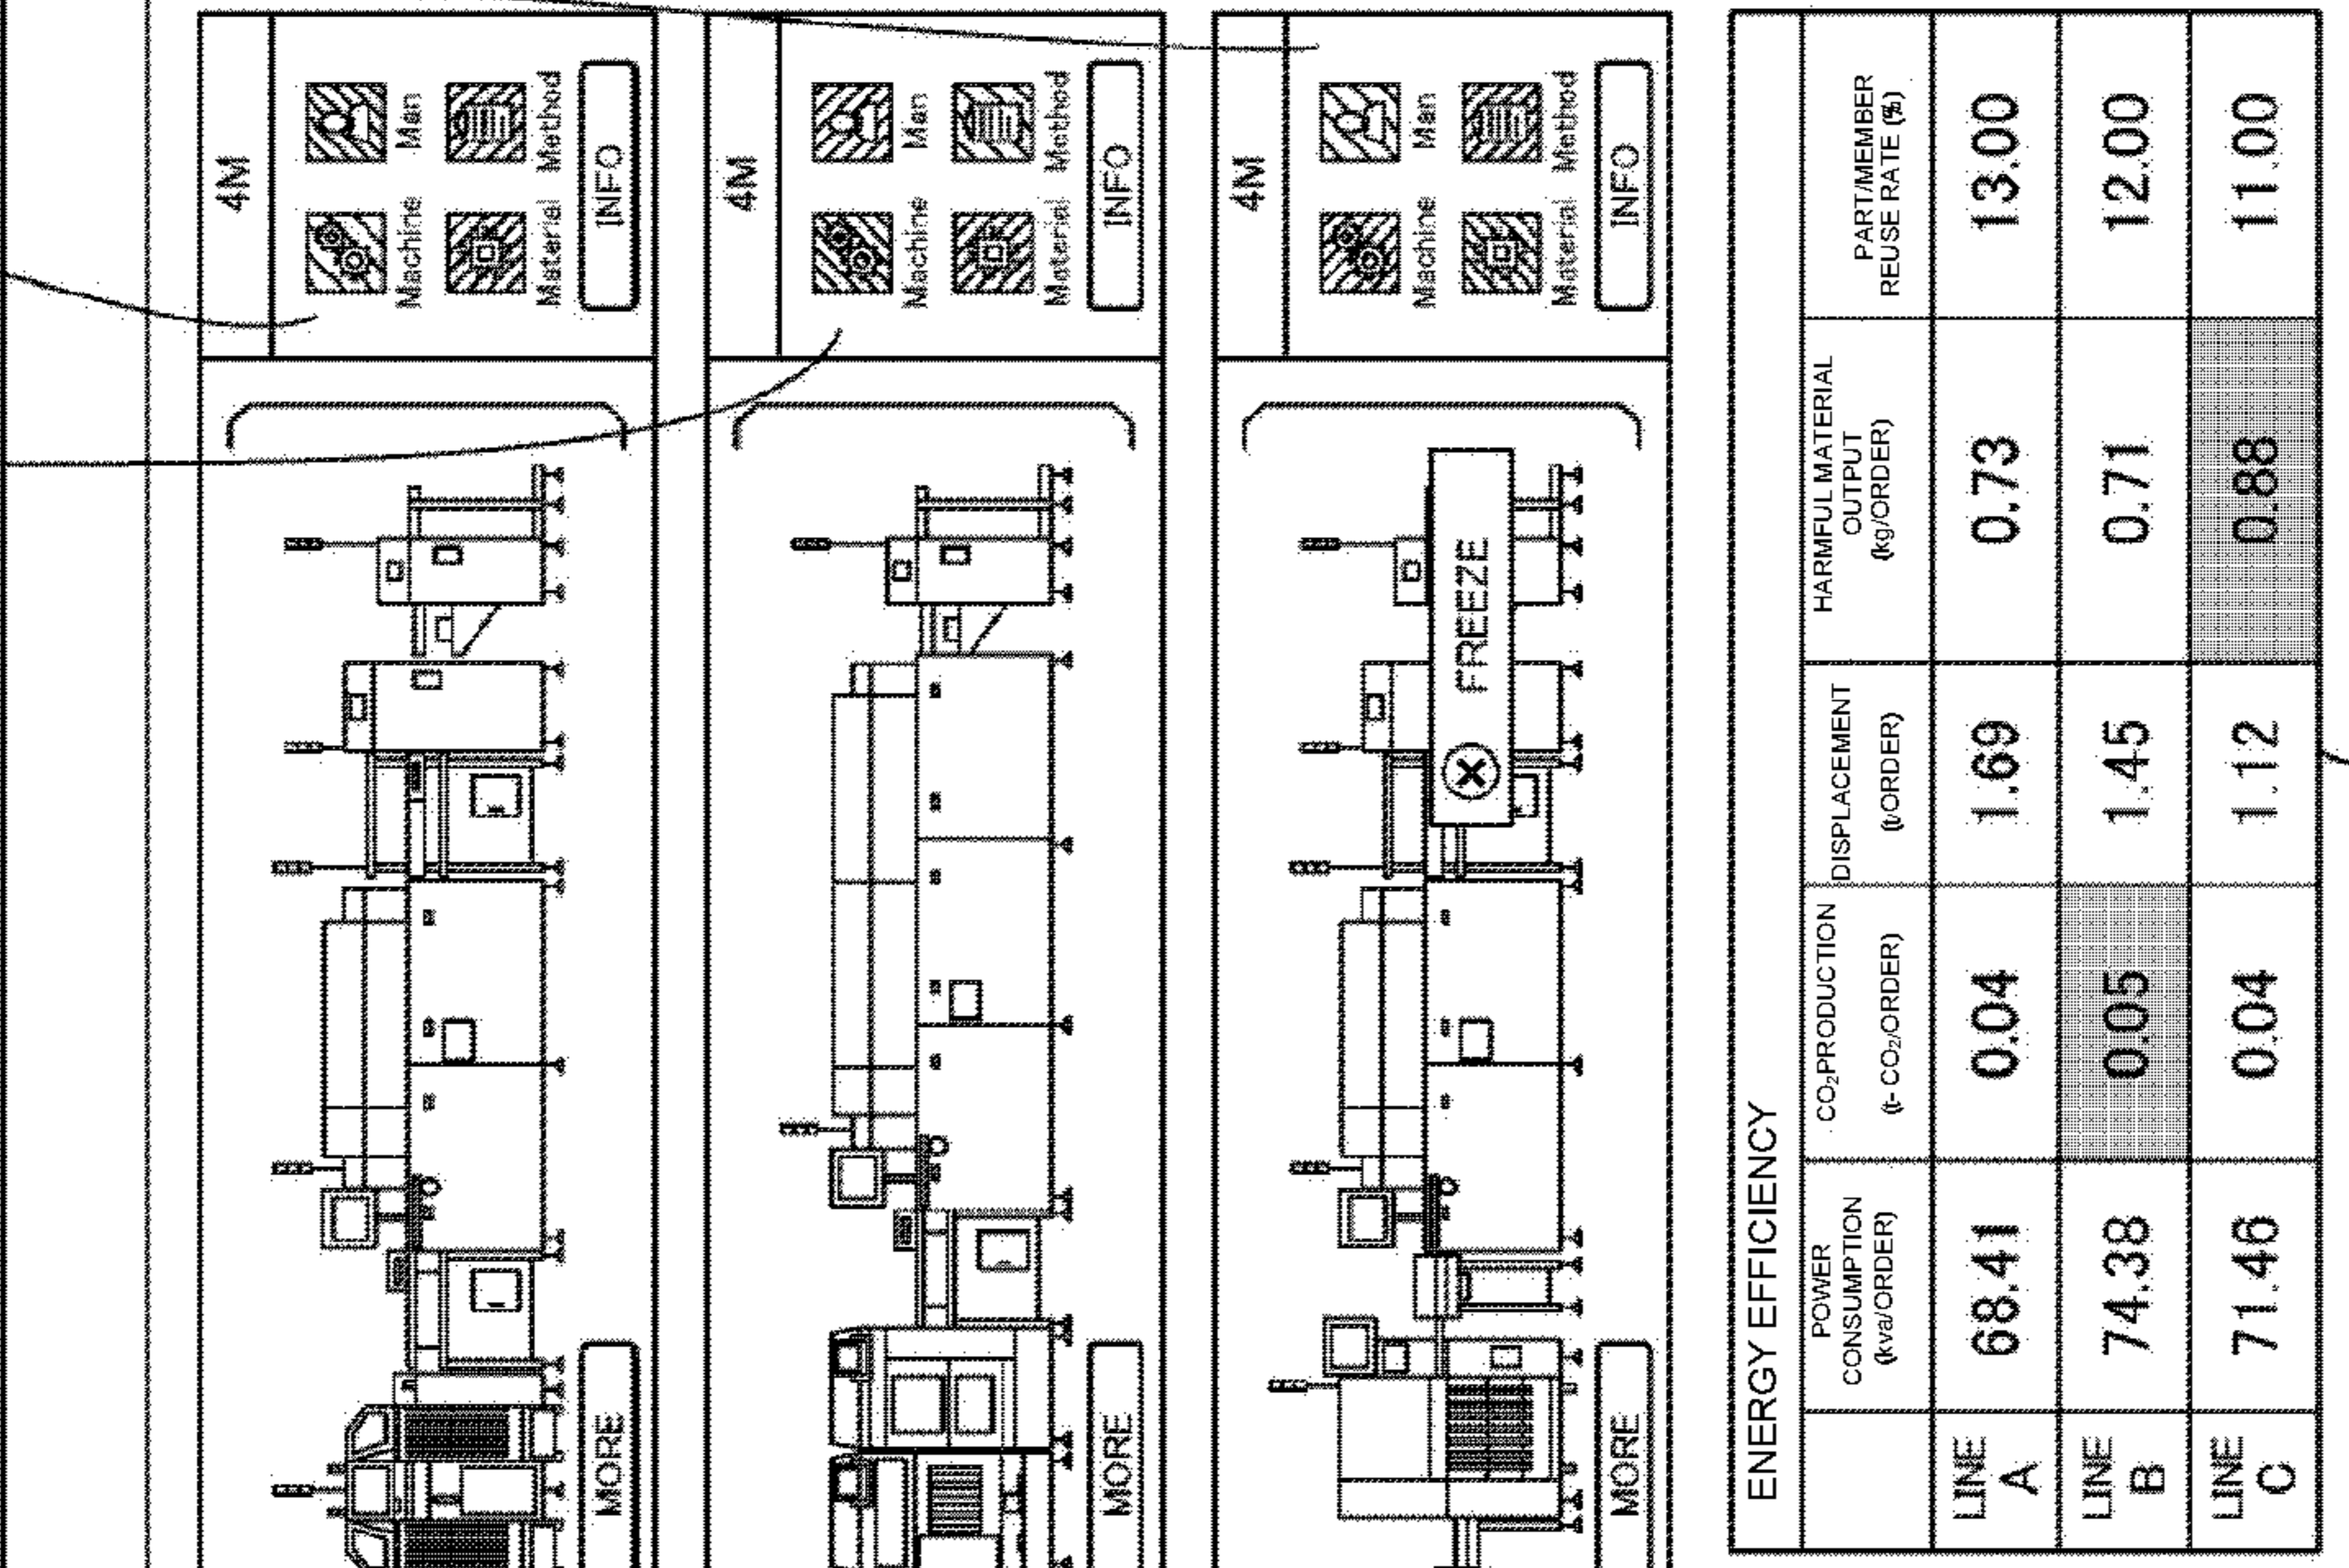 4M
Machine
Man
Material
Method
INFO
MORE
4M
Machine
Man
Material
Method
INFO
MORE
4M
Machine
Man
Material
Method
INFO
FREEZE
MORE
ENERGY EFFICIENCY
POWER CONSUMPTION (kva/ORDER)
CO₂PRODUCTION (t- CO₂/ORDER)
DISPLACEMENT (t/ORDER)
HARMFUL MATERIAL OUTPUT (kg/ORDER)
PART/MEMBER REUSE RATE (%)
LINE A 68.41 0.04 1.69 0.73 13.00
LINE B 74.38 0.05 1.45 0.71 12.00
LINE C 71.46 0.04 1.12 0.88 11.00